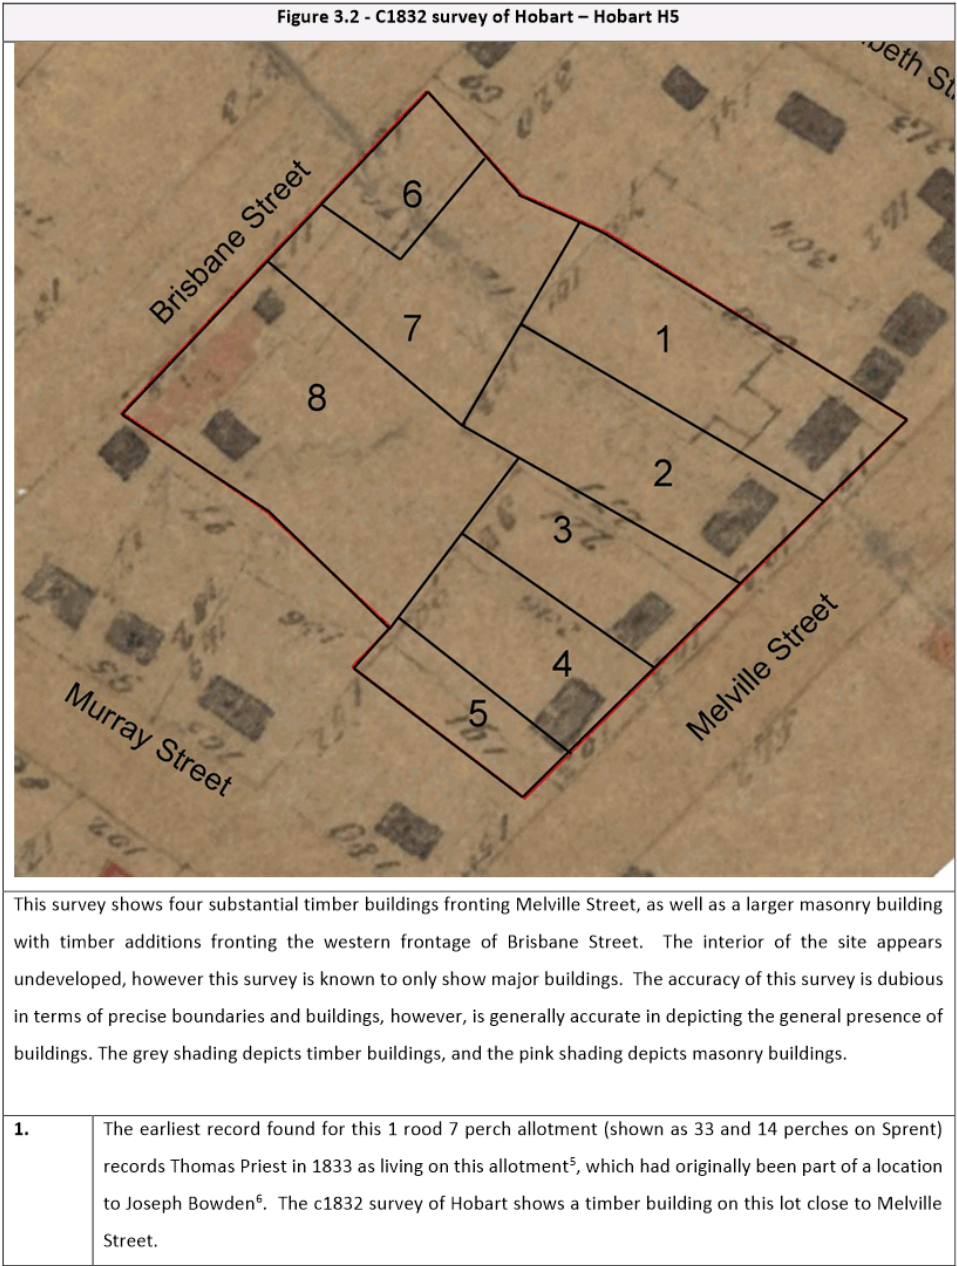 Figure 3.2 - C1832 survey of Hobart – Hobart H5
Brisbane Street
6
7
1
8
2
3
4
5
Melville Street
Murray Street
This survey shows four substantial timber buildings fronting Melville Street, as well as a larger masonry building
with timber additions fronting the western frontage of Brisbane Street. The interior of the site appears
undeveloped, however this survey is known to only show major buildings. The accuracy of this survey is dubious
in terms of precise boundaries and buildings, however, is generally accurate in depicting the general presence of
buildings. The grey shading depicts timber buildings, and the pink shading depicts masonry buildings.
1.
The earliest record found for this 1 rood 7 perch allotment (shown as 33 and 14 perches on Sprent)
records Thomas Priest in 1833 as living on this allotment⁵, which had originally been part of a location
to Joseph Bowden⁶. The c1832 survey of Hobart shows a timber building on this lot close to Melville
Street.